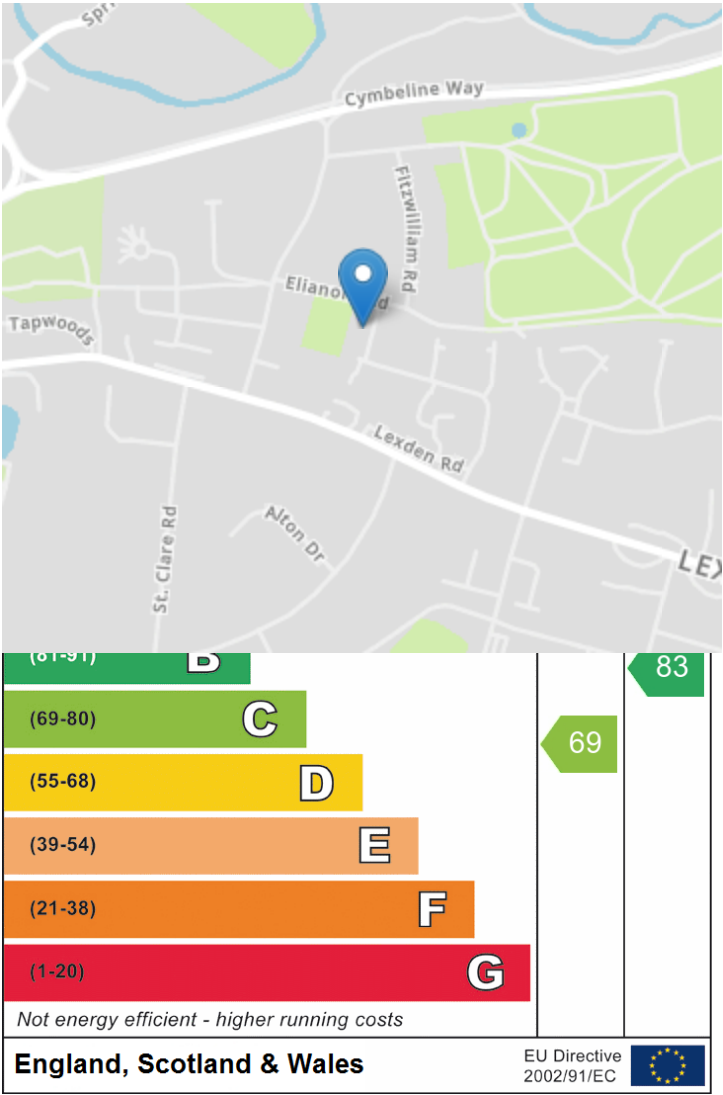 Cymbeline Way
Fitzwilliam Rd
Tapwoods
Lexden Rd
St. Clare Rd
Alton Dr
(81-91) B
83
(69-80) C
69
(55-68) D
(39-54) E
(21-38) F
(1-20) G
Not energy efficient - higher running costs
England, Scotland & Wales
EU Directive
2002/91/EC